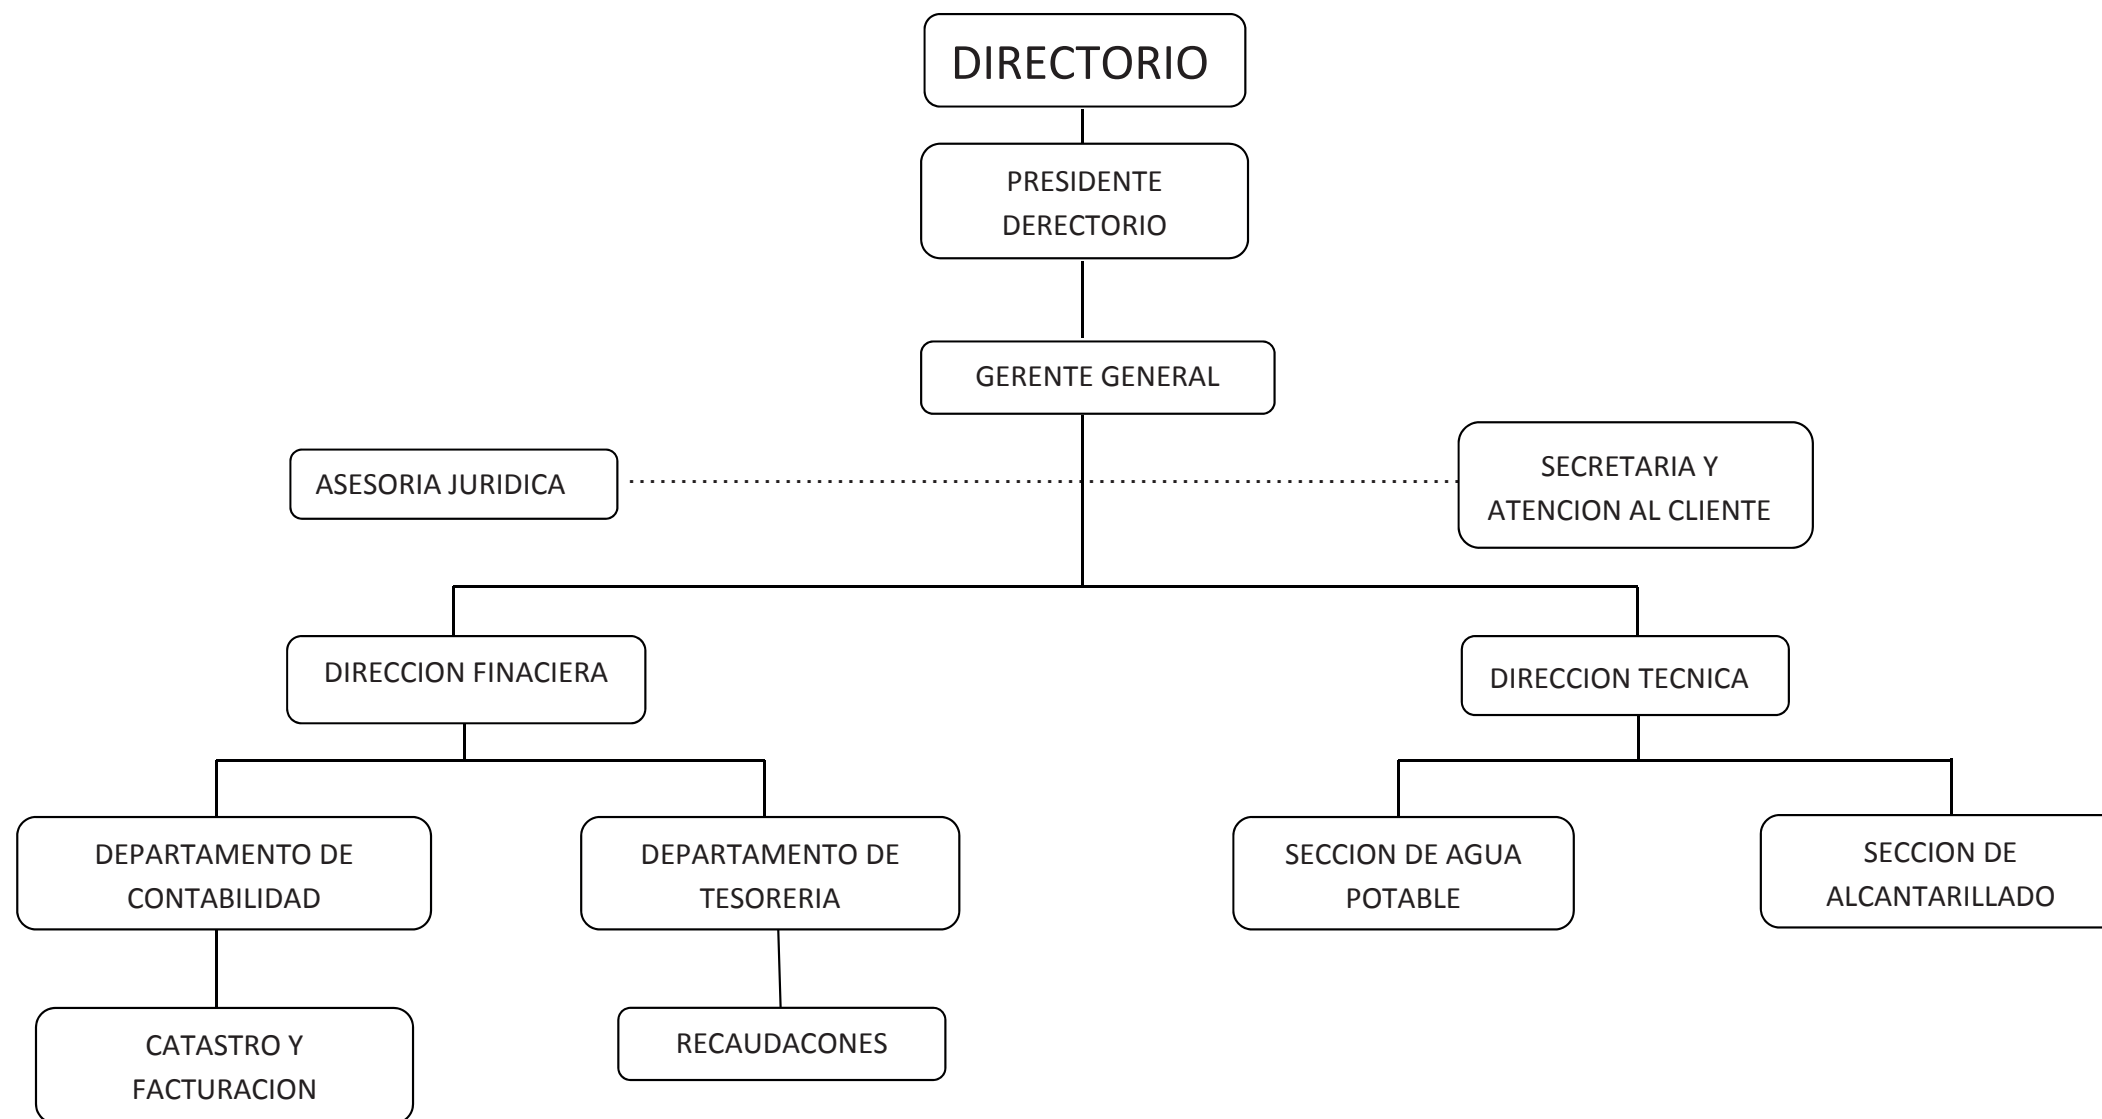 DIRECTORIO
PRESIDENTE
DERECTORIO
GERENTE GENERAL
ASESORIA JURIDICA
SECRETARIA Y
ATENCION AL CLIENTE
DIRECCION FINACIERA
DIRECCION TECNICA
DEPARTAMENTO DE
CONTABILIDAD
DEPARTAMENTO DE
TESORERIA
SECCION DE AGUA
POTABLE
SECCION DE
ALCANTARILLADO
CATASTRO Y
FACTURACION
RECAUDACONES